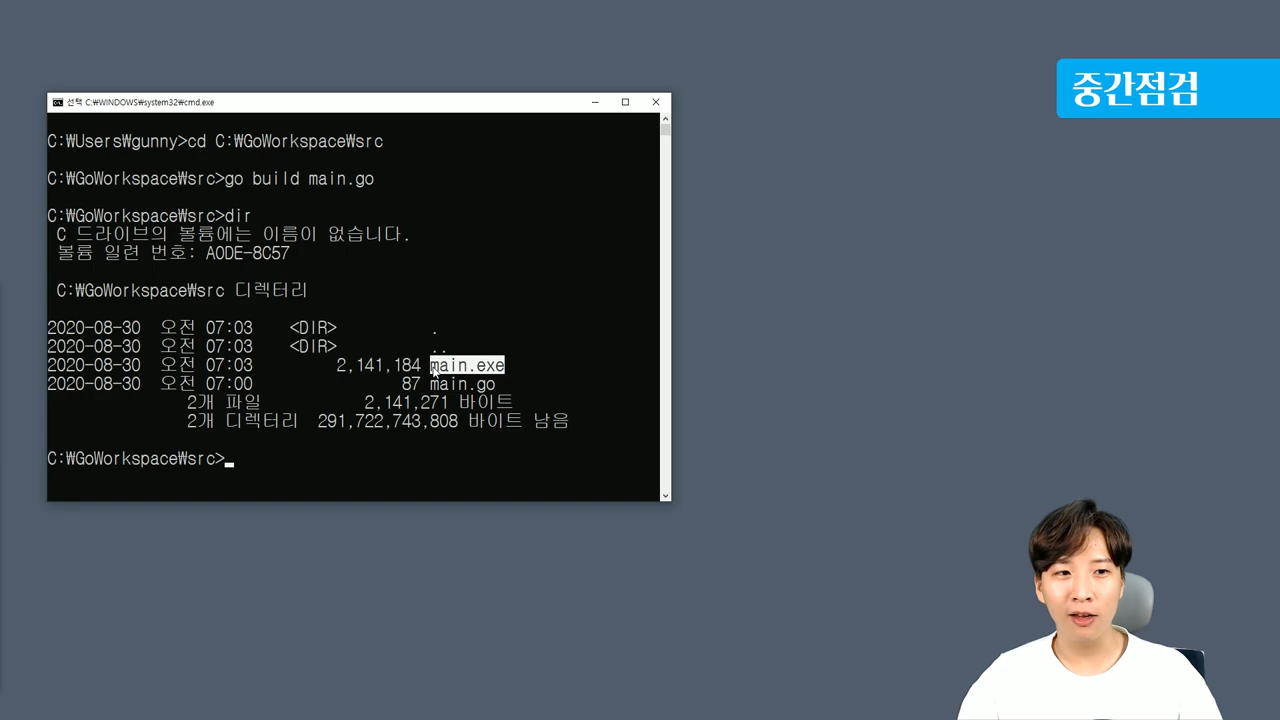 중간점검
선택 C:₩WINDOWS₩system32₩cmd.exe
C:₩Users₩gunny>cd C:₩GoWorkspace₩src
C:₩GoWorkspace₩src>go build main.go
C:₩GoWorkspace₩src>dir
C 드라이브의 볼륨에는 이름이 없습니다.
볼륨 일련 번호: A0DE-8C57
C:₩GoWorkspace₩src 디렉터리
2020-08-30 오전 07:03 <DIR> .
2020-08-30 오전 07:03 <DIR> ..
2020-08-30 오전 07:03 2,141,184 main.exe
2020-08-30 오전 07:00 87 main.go
2개 파일 2,141,271 바이트
2개 디렉터리 291,722,743,808 바이트 남음
C:₩GoWorkspace₩src>